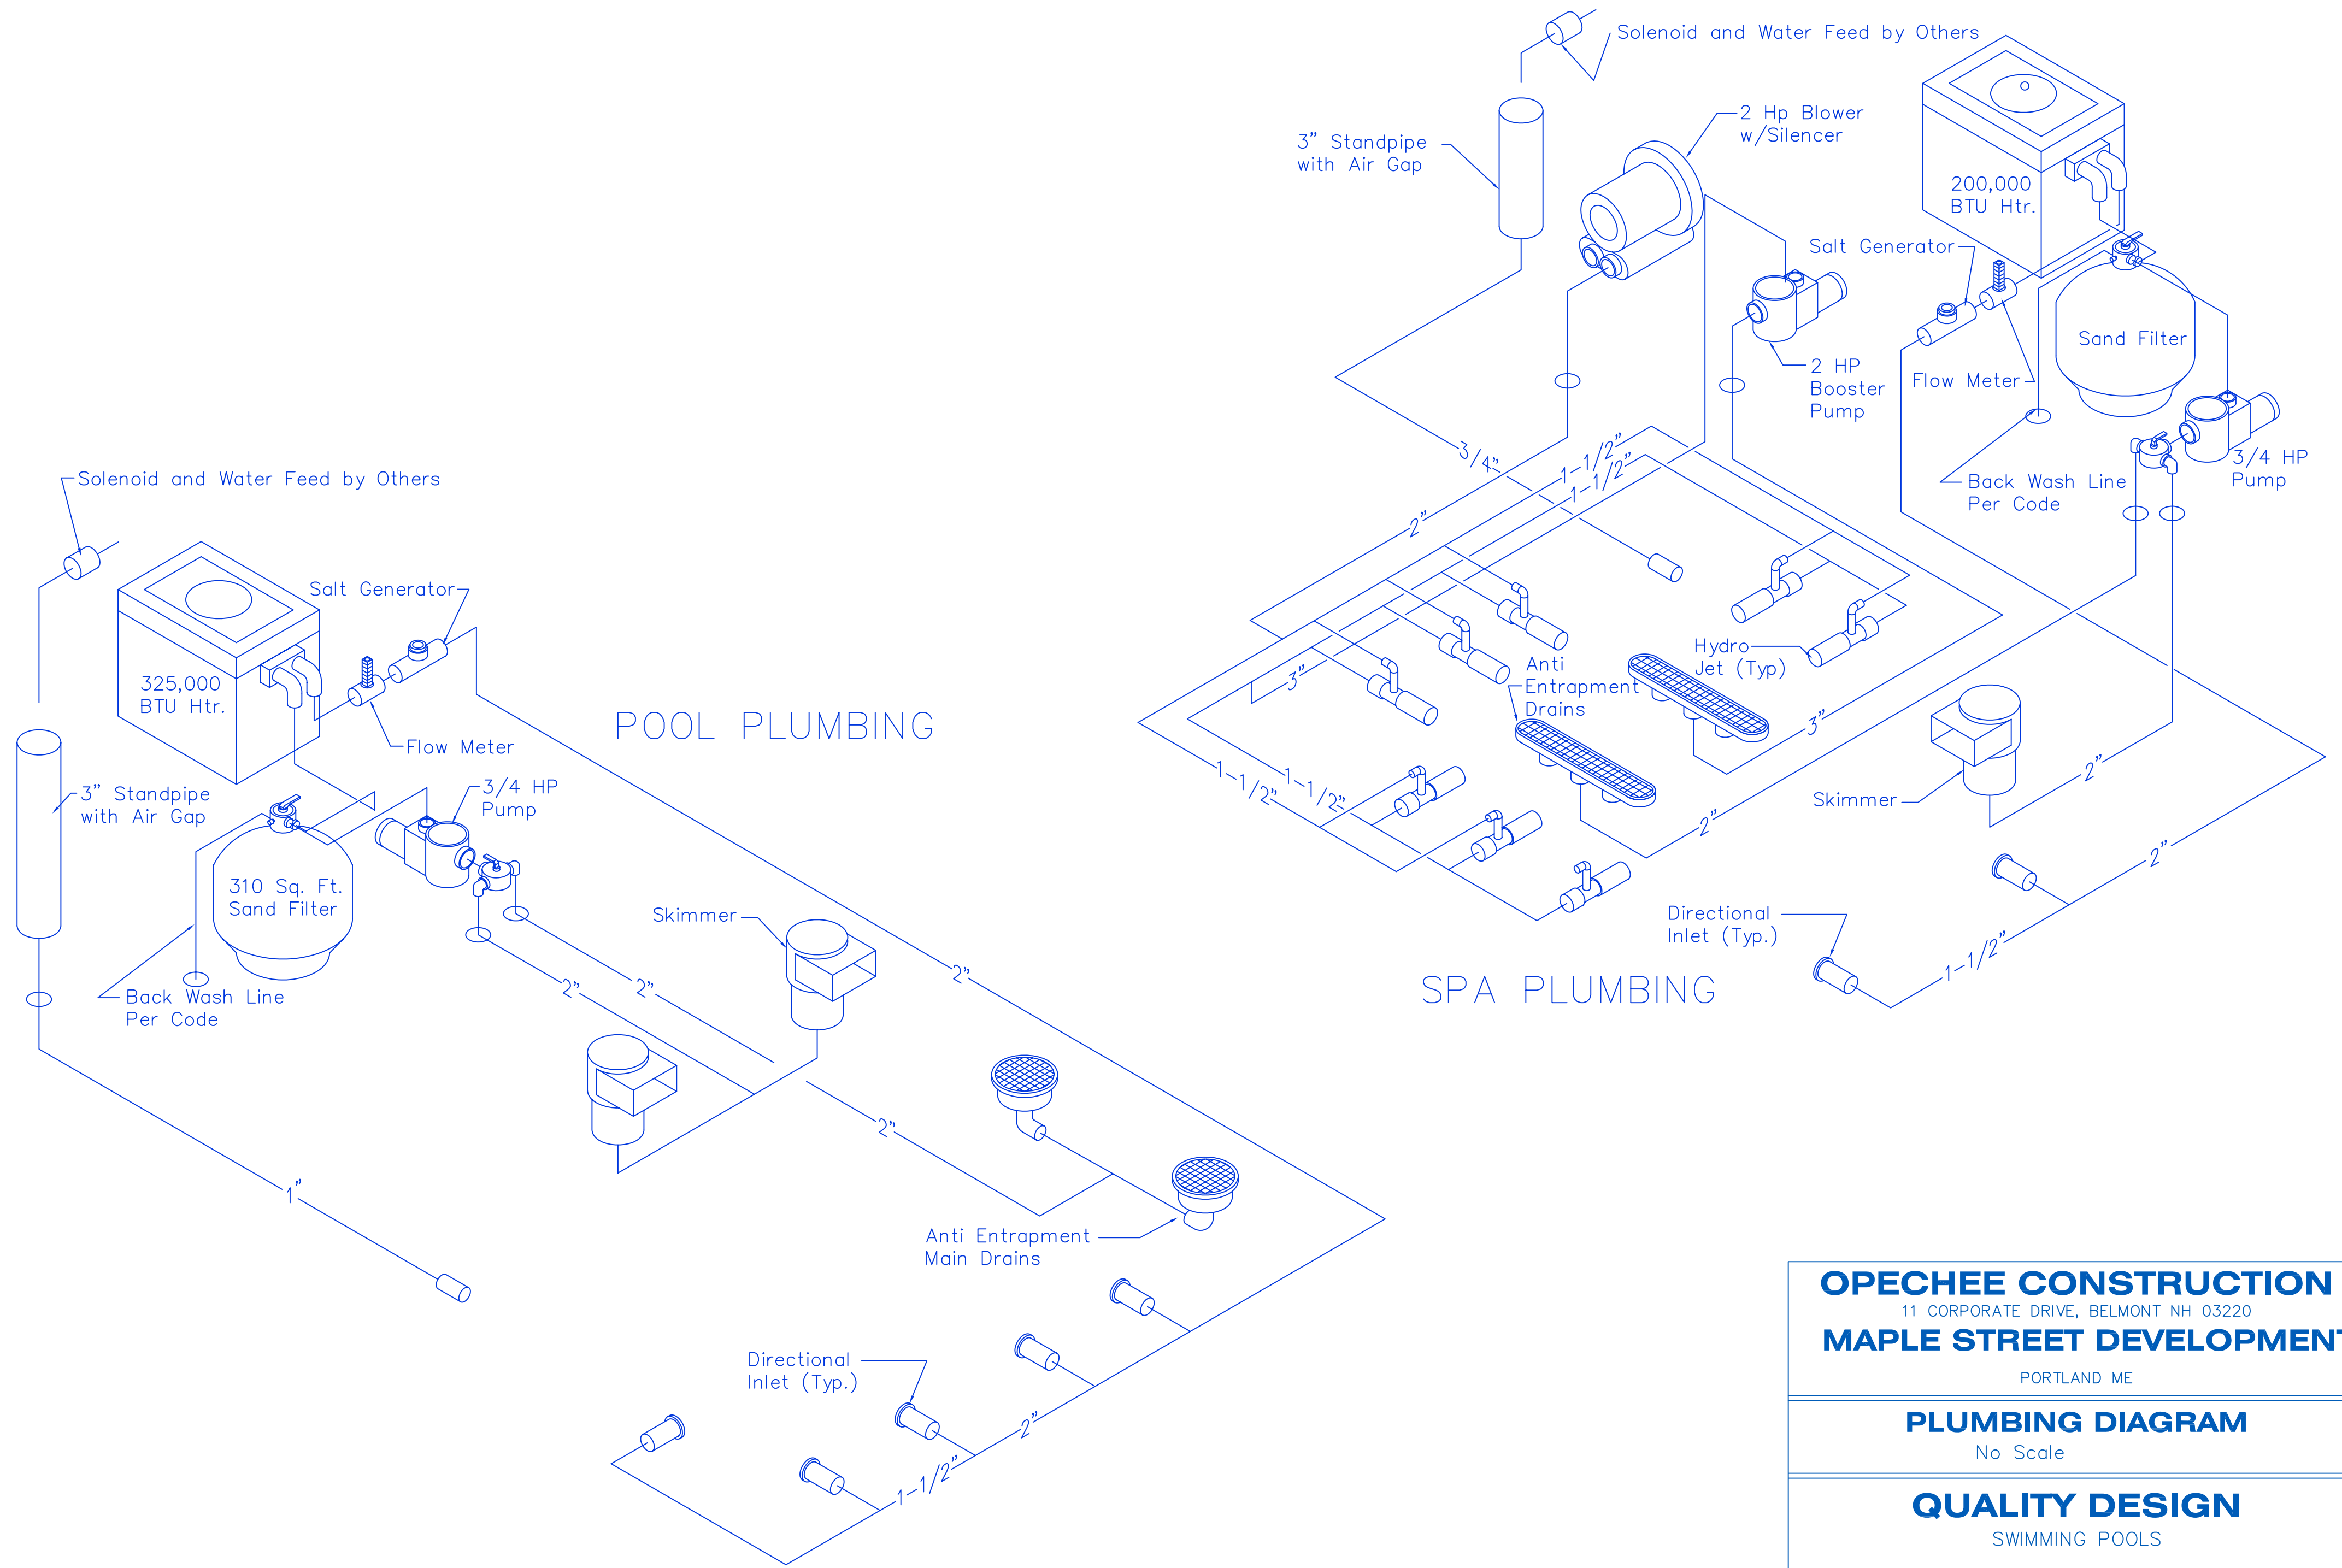 Solenoid and Water Feed by Others
3" Standpipe
with Air Gap
2 Hp Blower
w/Silencer
200,000
BTU Htr.
Salt Generator
Sand Filter
Flow Meter
2 HP
Booster
Pump
3/4 HP
Pump
Back Wash Line
Per Code
3/4"
1-1/2"
1-1/2"
2"
3"
Hydro
Jet (Typ)
Anti
Entrapment
Drains
3"
1-1/2"
1-1/2"
2"
Skimmer
2"
2"
Directional
Inlet (Typ.)
1-1/2"
SPA PLUMBING
Solenoid and Water Feed by Others
Salt Generator
325,000
BTU Htr.
Flow Meter
POOL PLUMBING
3" Standpipe
with Air Gap
3/4 HP
Pump
310 Sq. Ft.
Sand Filter
Skimmer
Back Wash Line
Per Code
2"
2"
2"
2"
1"
Anti Entrapment
Main Drains
Directional
Inlet (Typ.)
2"
1-1/2"
OPECHEE CONSTRUCTION
11 CORPORATE DRIVE, BELMONT NH 03220
MAPLE STREET DEVELOPMENT
PORTLAND ME
PLUMBING DIAGRAM
No Scale
QUALITY DESIGN
SWIMMING POOLS